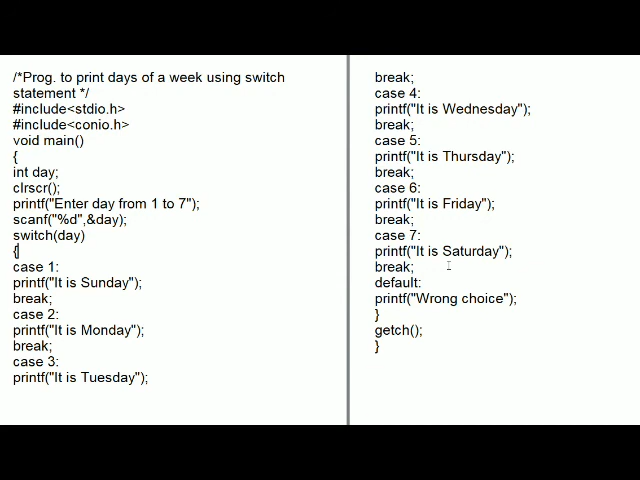 /*Prog. to print days of a week using switch
statement */
#include<stdio.h>
#include<conio.h>
void main()
{
int day;
clrscr();
printf("Enter day from 1 to 7");
scanf("%d",&day);
switch(day)
{
case 1:
printf("It is Sunday");
break;
case 2:
printf("It is Monday");
break;
case 3:
printf("It is Tuesday");
break;
case 4:
printf("It is Wednesday");
break;
case 5:
printf("It is Thursday");
break;
case 6:
printf("It is Friday");
break;
case 7:
printf("It is Saturday");
break;
default:
printf("Wrong choice");
}
getch();
}